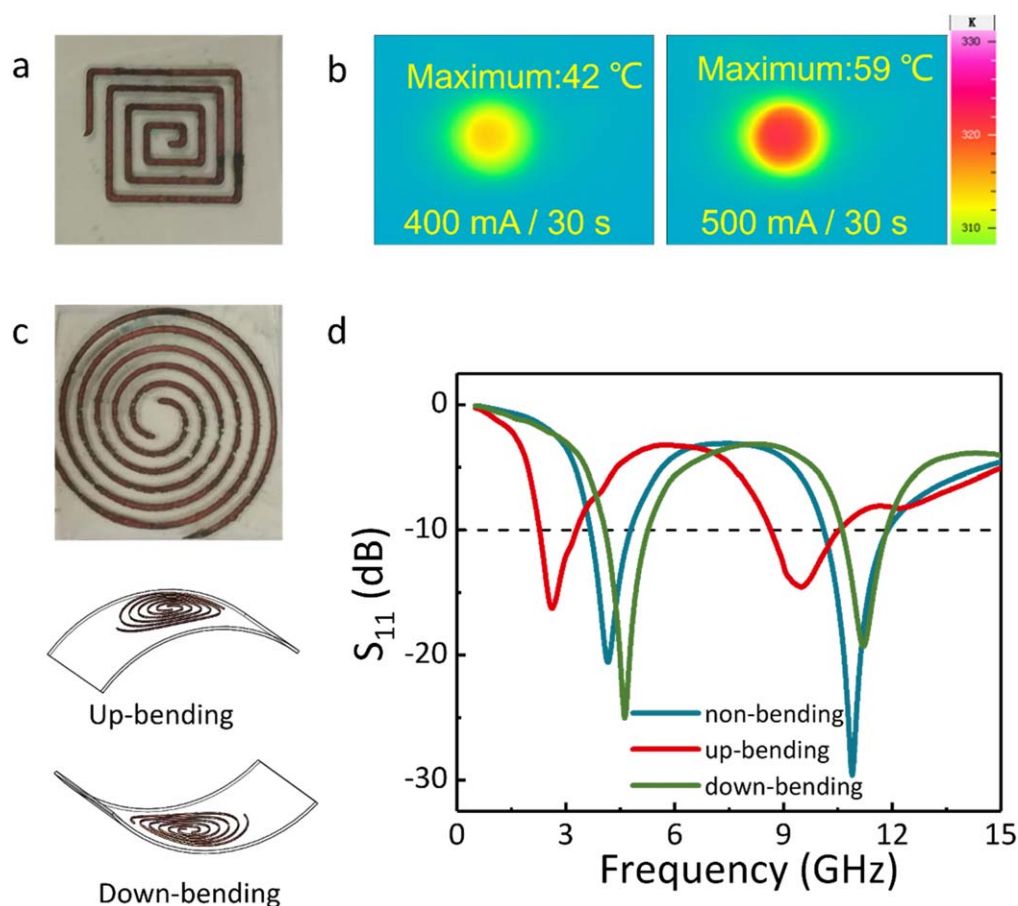 a
b
Maximum:42 ℃
400 mA / 30 s
Maximum:59 ℃
500 mA / 30 s
K
330
320
310
c
Up-bending
Down-bending
d
0
-10
-20
-30
S11 (dB)
non-bending
up-bending
down-bending
0 3 6 9 12 15
Frequency (GHz)